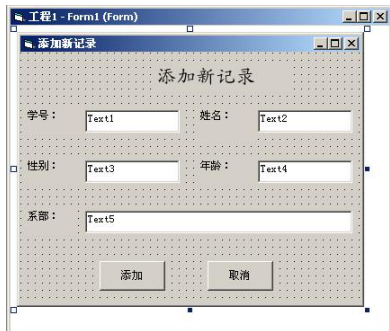 工程1 - Form1 (Form)
添加新记录
添加新记录
学号： Text1 姓名： Text2
性别： Text3 年龄： Text4
系部： Text5
添加 取消